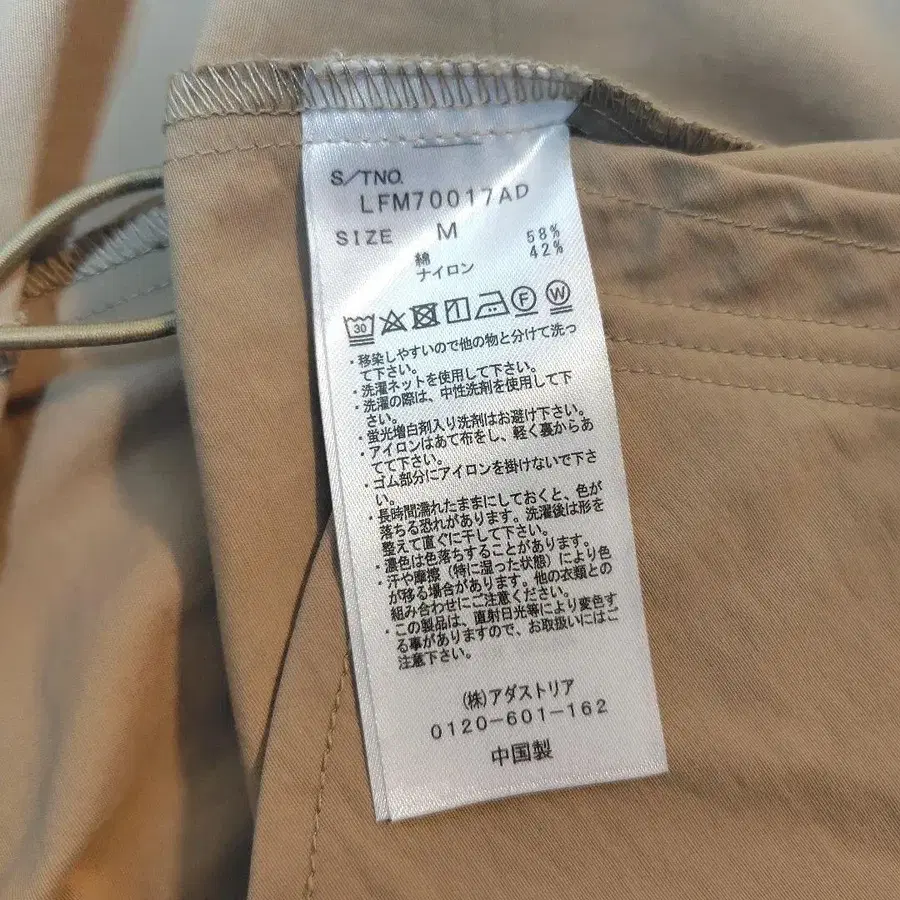 S/TNO.
LFM70017AD
SIZE M
綿 58%
ナイロン 42%
30 F W
・移染しやすいので他の物と分けて洗っ
て下さい。
・洗濯ネットを使用して下さい。
・洗濯の際は、中性洗剤を使用して下
さい。
・蛍光増白剤入り洗剤はお避け下さい。
・アイロンはあて布をし、軽く裏からあ
てて下さい。
・ゴム部分にアイロンを掛けないで下さ
い。
・長時間濡れたままにしておくと、色が
落ちる恐れがあります。洗濯後は形を
整えて直ぐに干して下さい。
・濃色は色落ちすることがあります。
・汗や摩擦（特に湿った状態）により色
が移る場合があります。他の衣類との
組み合わせにご注意ください。
・この製品は、直射日光等により変色す
る事がありますので、お取扱いにはご
注意下さい。
(株)アダストリア
0120-601-162
中国製